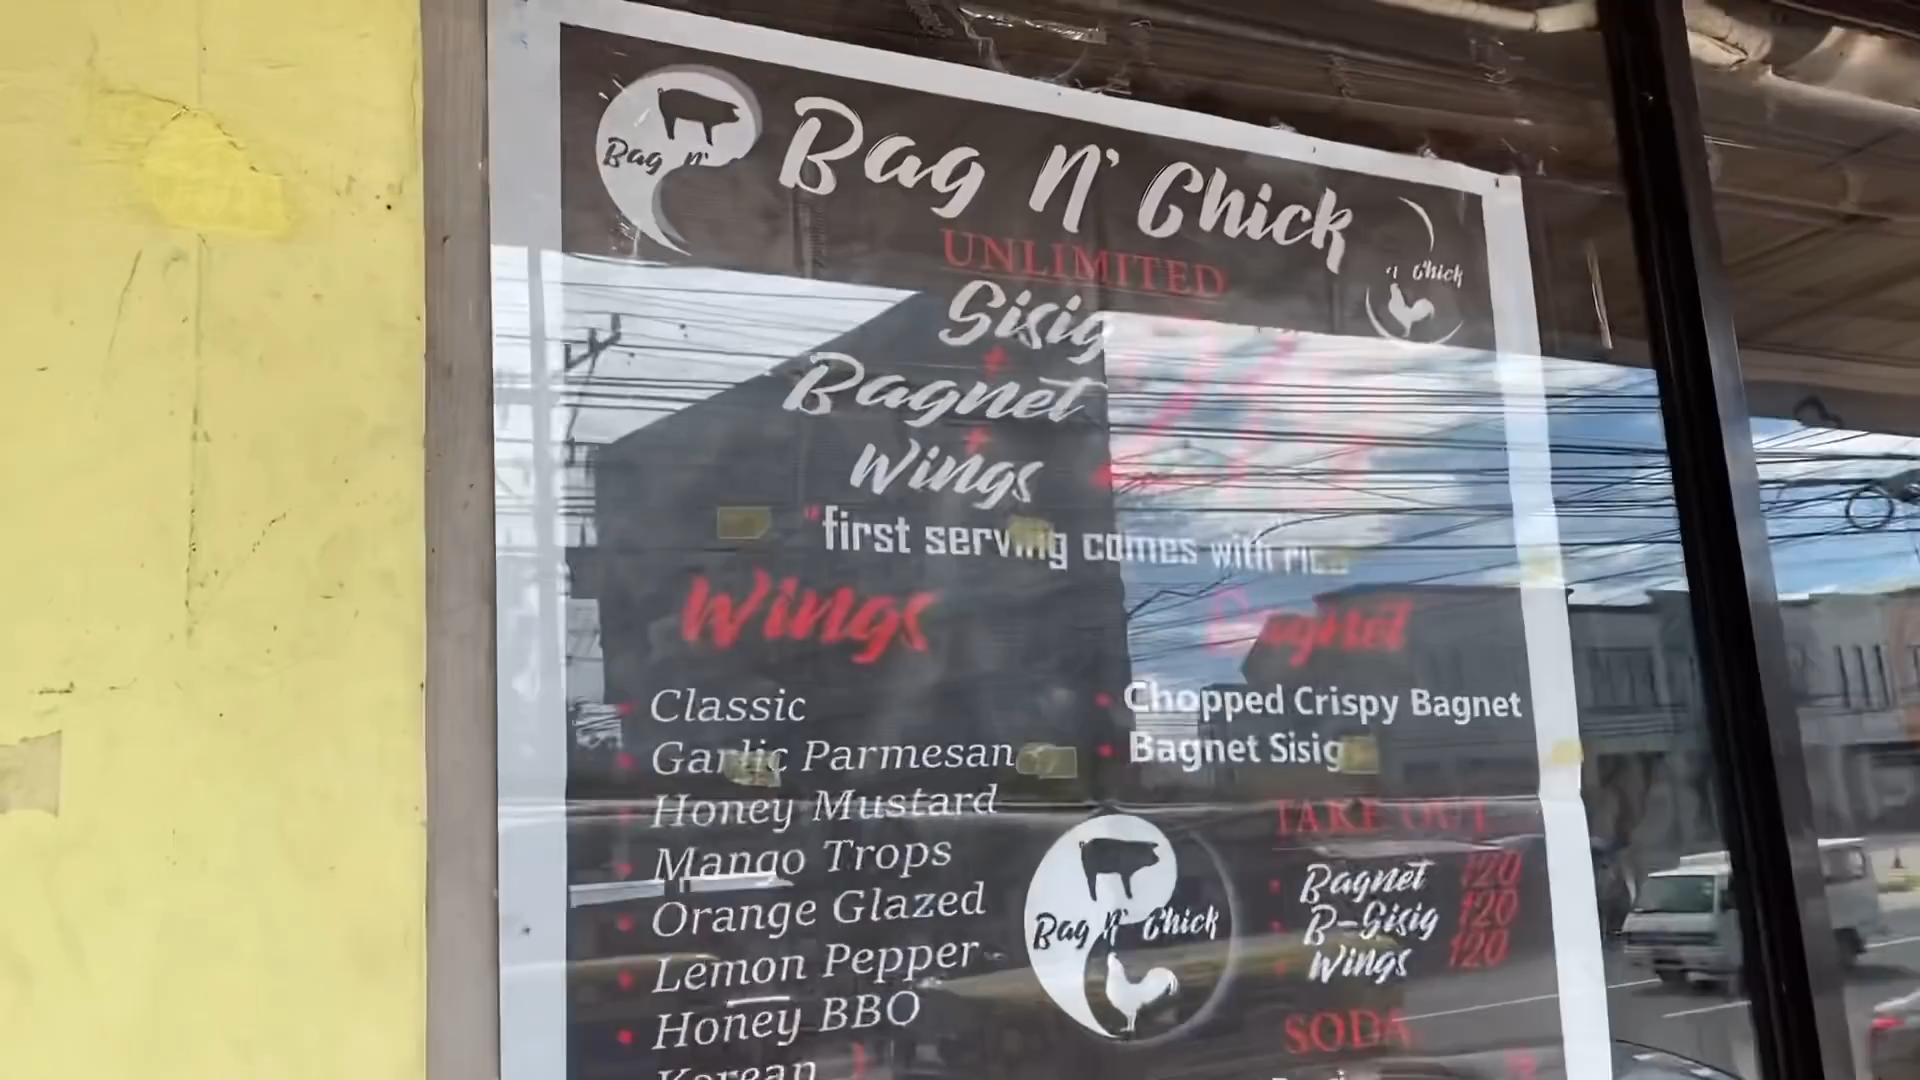 Bag N'
Bag N' Chick
Chick
UNLIMITED
Sisig
+
Bagnet
+
Wings
"first serving comes with rice
Wings
Classic
Garlic Parmesan
Honey Mustard
Mango Trops
Orange Glazed
Lemon Pepper
Honey BBQ
Korean
Bagnet
Chopped Crispy Bagnet
Bagnet Sisig
Bag N' Chick
TAKE OUT
Bagnet 120
B-Sisig 120
Wings 120
SODA